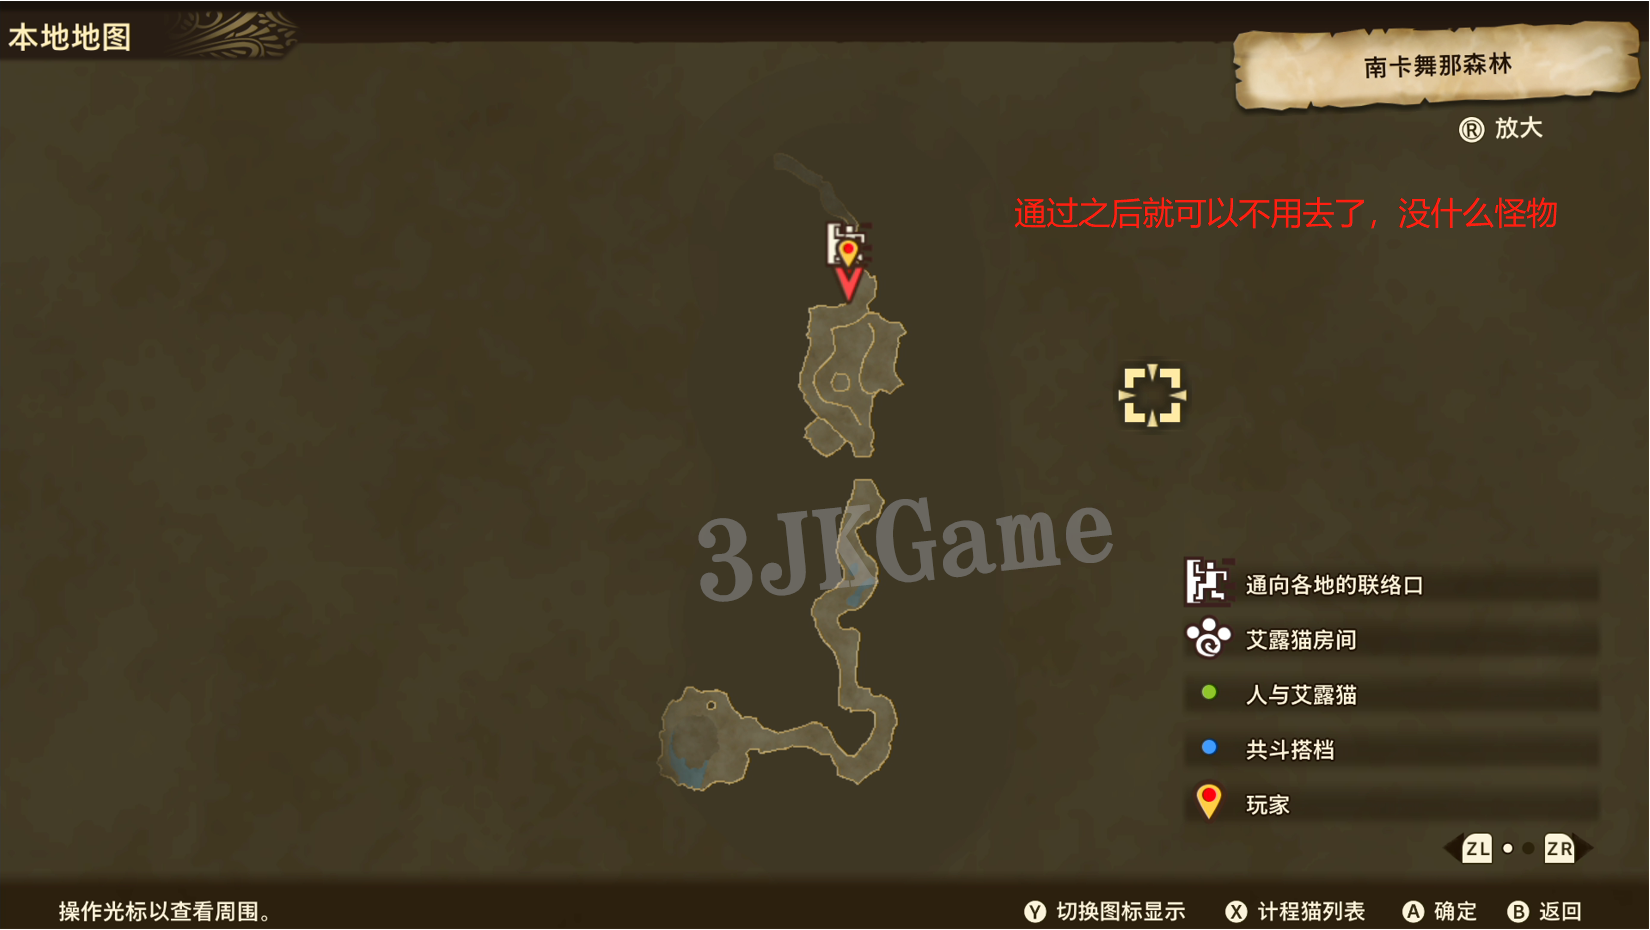 本地地图
南卡舞那森林
R 放大
通过之后就可以不用去了，没什么怪物
3JKGame
通向各地的联络口
艾露猫房间
人与艾露猫
共斗搭档
玩家
ZL ZR
操作光标以查看周围。
Y 切换图标显示 X 计程猫列表 A 确定 B 返回